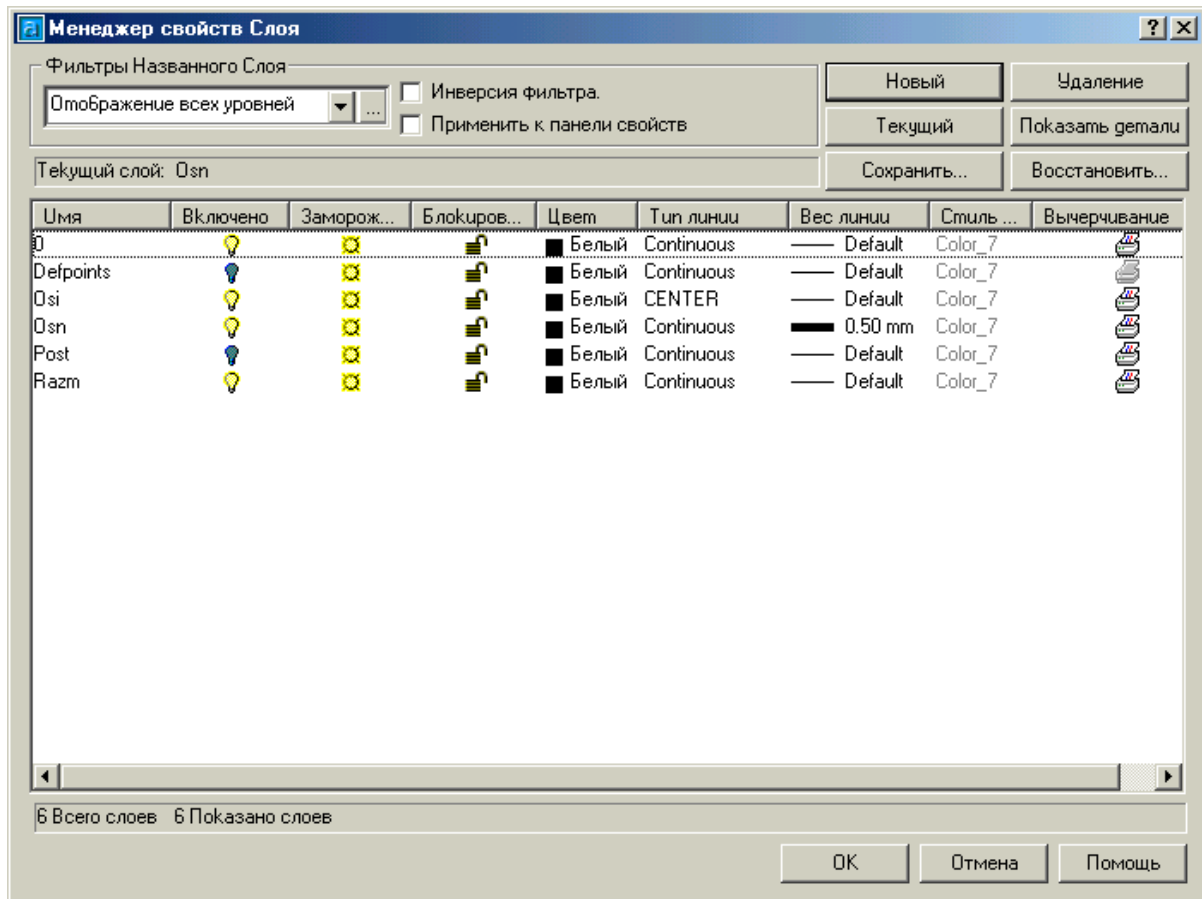 Менеджер свойств Слоя
Фильтры Названного Слоя
Отображение всех уровней
...
Инверсия фильтра.
Применить к панели свойств
Новый
Удаление
Текущий
Показать детали
Сохранить...
Восстановить...
Текущий слой: Osn
Имя Включено Заморож... Блокиров... Цвет Тип линии Вес линии Стиль ... Вычерчивание
0 Белый Continuous Default Color_7
Defpoints Белый Continuous Default Color_7
Osi Белый CENTER Default Color_7
Osn Белый Continuous 0.50 mm Color_7
Post Белый Continuous Default Color_7
Razm Белый Continuous Default Color_7
6 Всего слоев 6 Показано слоев
OK
Отмена
Помощь